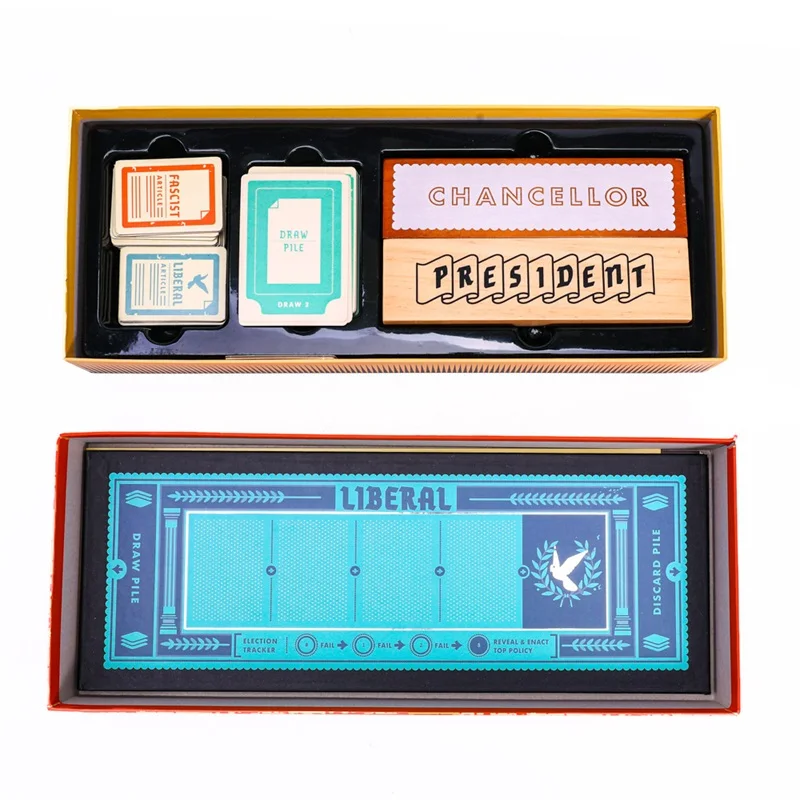 FASCIST
ARTICLE
LIBERAL
ARTICLE
DRAW
PILE
DRAW 3
CHANCELLOR
PRESIDENT
LIBERAL
DRAW PILE
DISCARD PILE
ELECTION
TRACKER
FAIL
FAIL
FAIL
REVEAL & ENACT
TOP POLICY